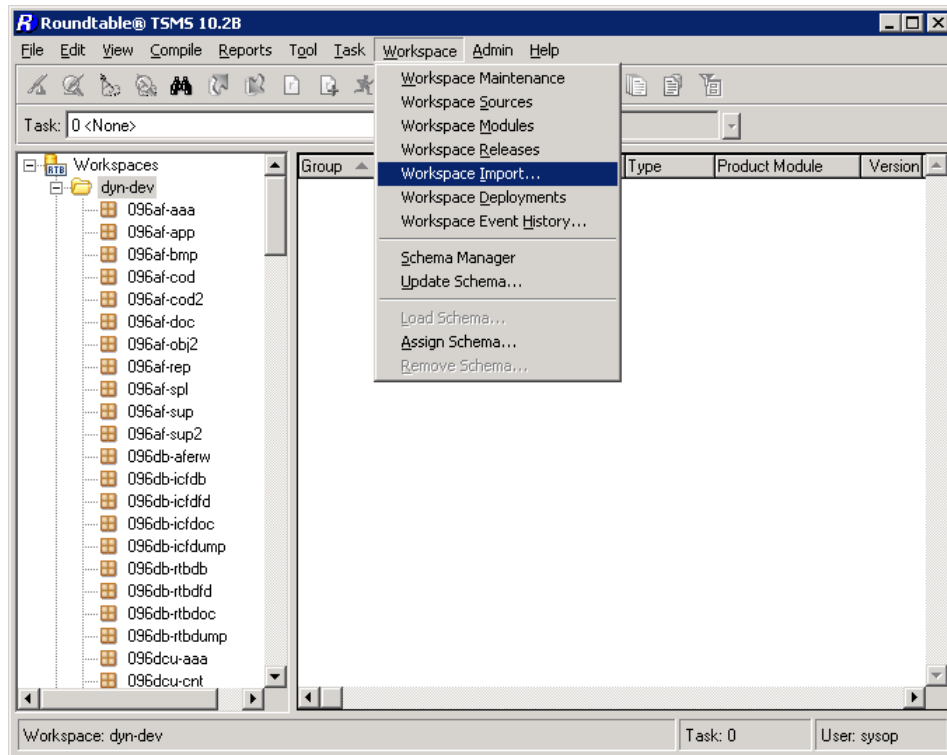 Roundtable® TSMS 10.2B
File Edit View Compile Reports Tool Task Workspace Admin Help
Task: 0 <None>
Workspace Maintenance
Workspace Sources
Workspace Modules
Workspace Releases
Workspace Import...
Workspace Deployments
Workspace Event History...
Schema Manager
Update Schema...
Load Schema...
Assign Schema...
Remove Schema...
RTB Workspaces
dyn-dev
096af-aaa
096af-app
096af-bmp
096af-cod
096af-cod2
096af-doc
096af-obj2
096af-rep
096af-spl
096af-sup
096af-sup2
096db-aferw
096db-icfdb
096db-icfdfd
096db-icfdoc
096db-icfdump
096db-rtbdb
096db-rtbdfd
096db-rtbdoc
096db-rtbdump
096dcu-aaa
096dcu-cnt
Group Type Product Module Version
Workspace: dyn-dev Task: 0 User: sysop